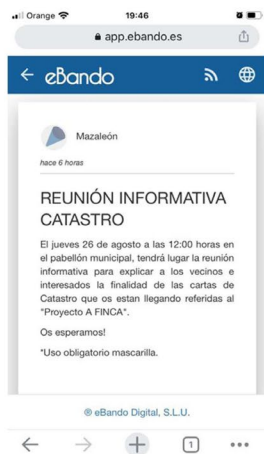 Orange 19:46
app.ebando.es
eBando
Mazaleón
hace 6 horas
REUNIÓN INFORMATIVA
CATASTRO
El jueves 26 de agosto a las 12:00 horas en
el pabellón municipal, tendrá lugar la reunión
informativa para explicar a los vecinos e
interesados la finalidad de las cartas de
Catastro que os estan llegando referidas al
"Proyecto A FINCA".
Os esperamos!
*Uso obligatorio mascarilla.
® eBando Digital, S.L.U.
1